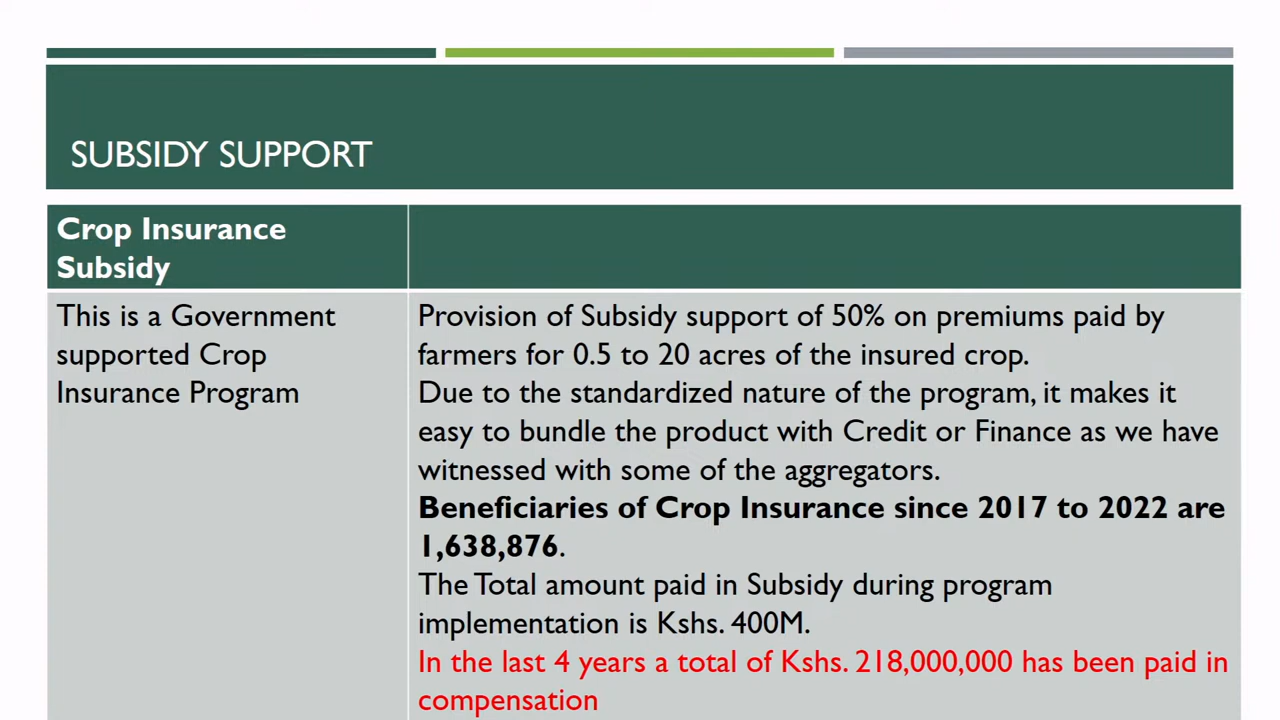 SUBSIDY SUPPORT
Crop Insurance
Subsidy
This is a Government
supported Crop
Insurance Program
Provision of Subsidy support of 50% on premiums paid by
farmers for 0.5 to 20 acres of the insured crop.
Due to the standardized nature of the program, it makes it
easy to bundle the product with Credit or Finance as we have
witnessed with some of the aggregators.
Beneficiaries of Crop Insurance since 2017 to 2022 are
1,638,876.
The Total amount paid in Subsidy during program
implementation is Kshs. 400M.
In the last 4 years a total of Kshs. 218,000,000 has been paid in
compensation